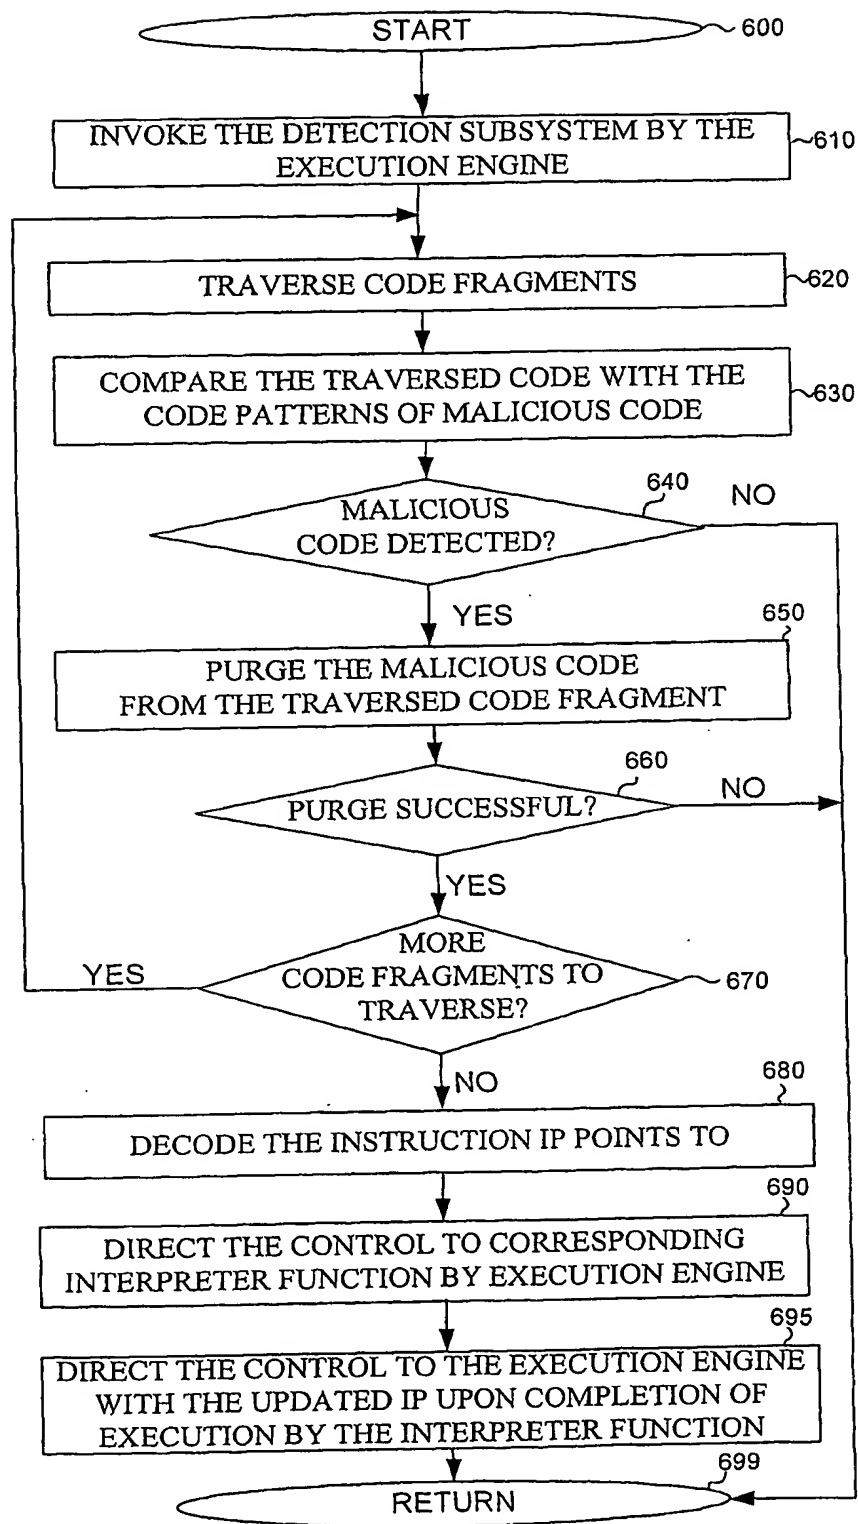 START
600
INVOKE THE DETECTION SUBSYSTEM BY THE
EXECUTION ENGINE
610
TRAVERSE CODE FRAGMENTS
620
COMPARE THE TRAVERSED CODE WITH THE
CODE PATTERNS OF MALICIOUS CODE
630
640
NO
MALICIOUS
CODE DETECTED?
YES
650
PURGE THE MALICIOUS CODE
FROM THE TRAVERSED CODE FRAGMENT
660
PURGE SUCCESSFUL?
NO
YES
MORE
CODE FRAGMENTS TO
TRAVERSE?
YES
670
NO
680
DECODE THE INSTRUCTION IP POINTS TO
690
DIRECT THE CONTROL TO CORRESPONDING
INTERPRETER FUNCTION BY EXECUTION ENGINE
695
DIRECT THE CONTROL TO THE EXECUTION ENGINE
WITH THE UPDATED IP UPON COMPLETION OF
EXECUTION BY THE INTERPRETER FUNCTION
699
RETURN